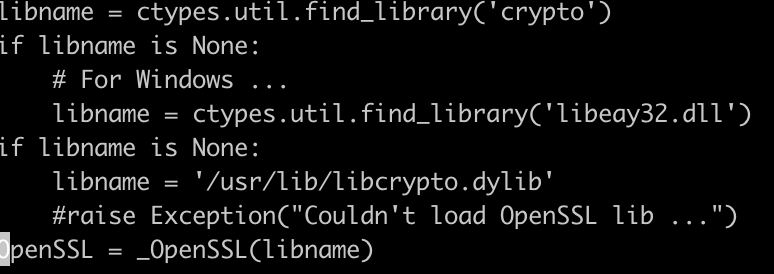 libname = ctypes.util.find_library('crypto')
if libname is None:
    # For Windows ...
    libname = ctypes.util.find_library('libeay32.dll')
if libname is None:
    libname = '/usr/lib/libcrypto.dylib'
    #raise Exception("Couldn't load OpenSSL lib ...")
OpenSSL = _OpenSSL(libname)